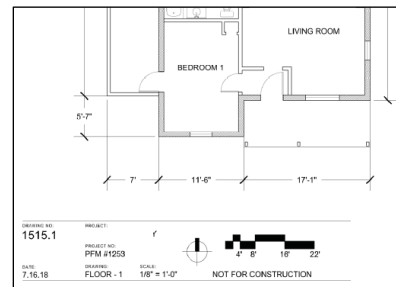 LIVING ROOM
BEDROOM 1
5'-7"
7'
11'-6"
17'-1"
DRAWING NO:
1515.1
PROJECT:
PROJECT NO:
PFM #1253
DATE:
7.16.18
DRAWING:
FLOOR - 1
SCALE:
1/8" = 1'-0"
4' 8' 16' 22'
NOT FOR CONSTRUCTION